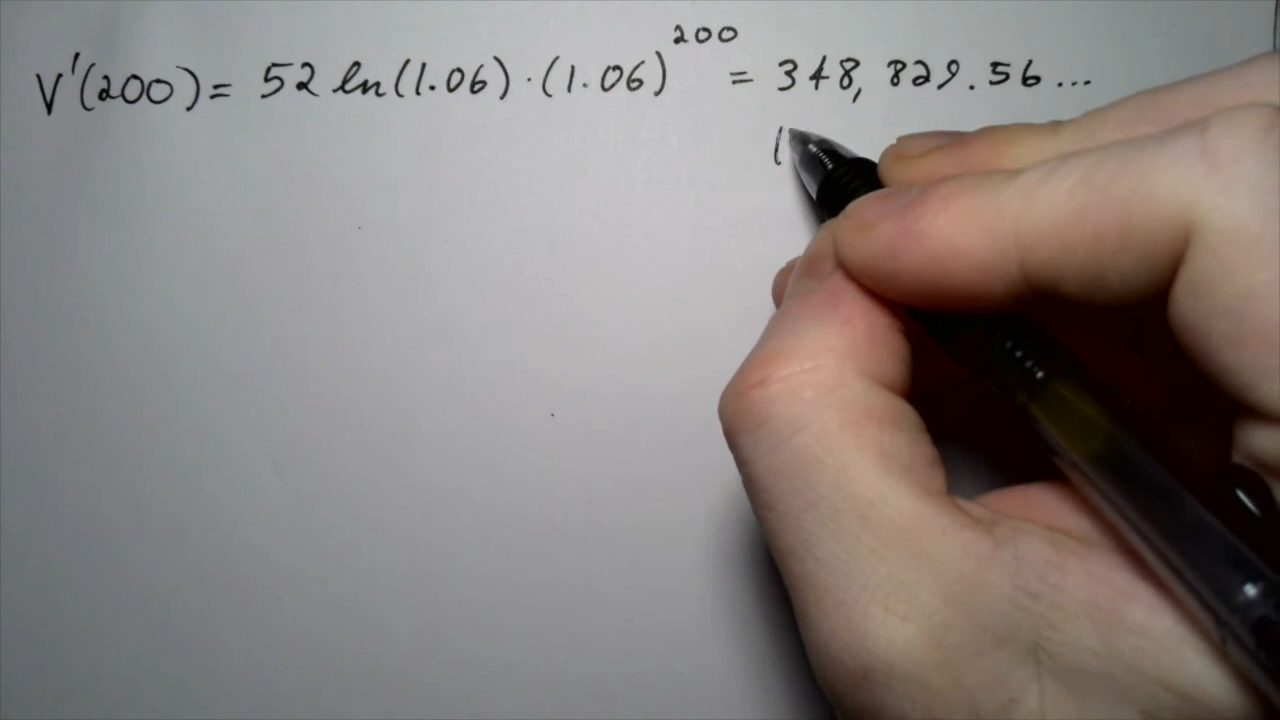 V'(200) = 52 ln(1.06) · (1.06)^200 = 348,829.56...
(